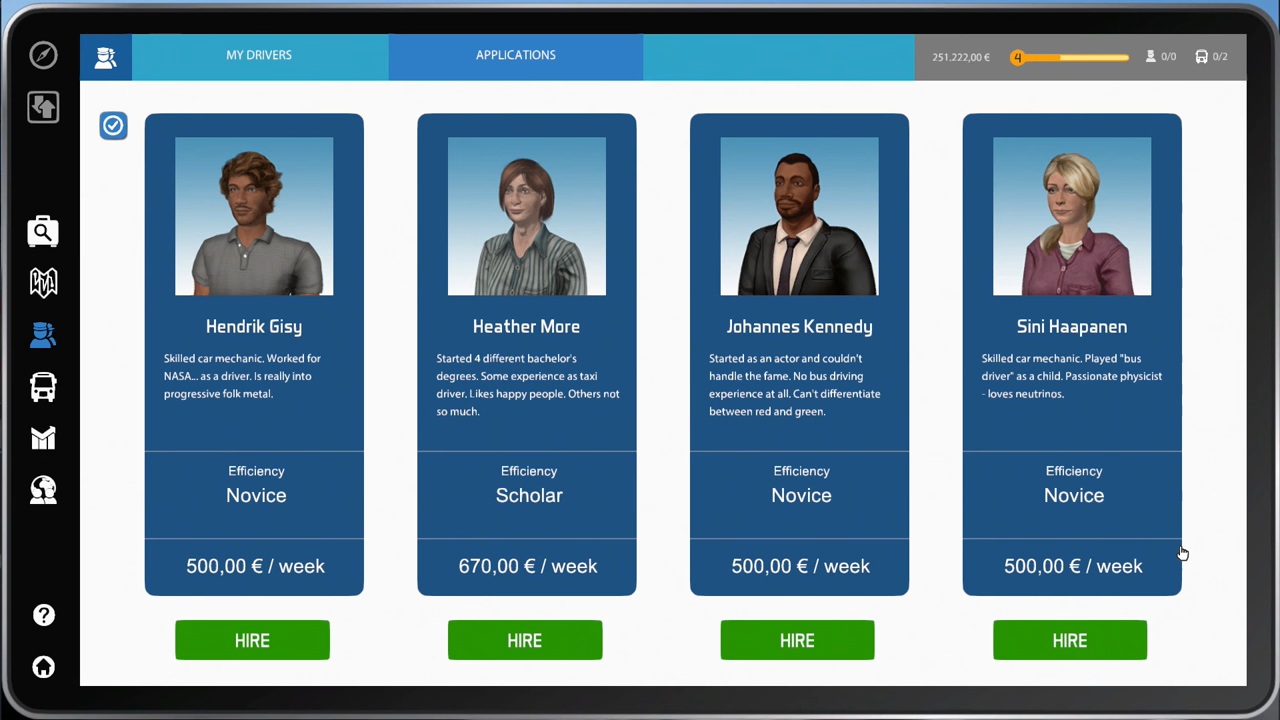 MY DRIVERS
APPLICATIONS
251.222,00 €
4
0/0
0/2
Hendrik Gisy
Skilled car mechanic. Worked for
NASA... as a driver. Is really into
progressive folk metal.
Efficiency
Novice
500,00 € / week
HIRE
Heather More
Started 4 different bachelor's
degrees. Some experience as taxi
driver. Likes happy people. Others not
so much.
Efficiency
Scholar
670,00 € / week
HIRE
Johannes Kennedy
Started as an actor and couldn't
handle the fame. No bus driving
experience at all. Can't differentiate
between red and green.
Efficiency
Novice
500,00 € / week
HIRE
Sini Haapanen
Skilled car mechanic. Played "bus
driver" as a child. Passionate physicist
- loves neutrinos.
Efficiency
Novice
500,00 € / week
HIRE
?